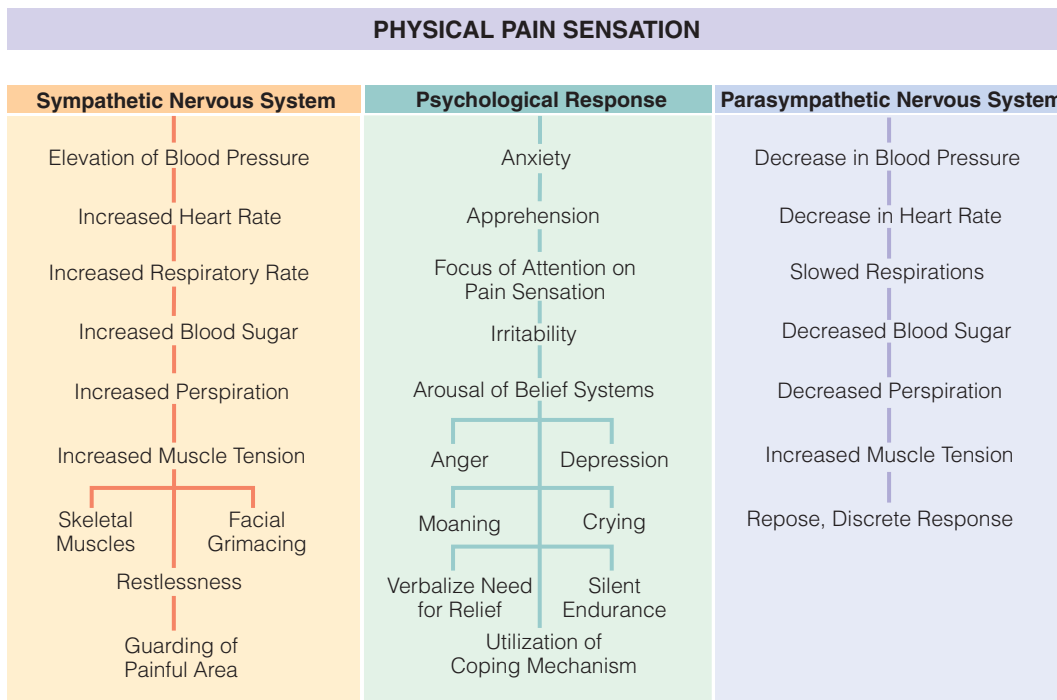 PHYSICAL PAIN SENSATION
Sympathetic Nervous System
Elevation of Blood Pressure
Increased Heart Rate
Increased Respiratory Rate
Increased Blood Sugar
Increased Perspiration
Increased Muscle Tension
Skeletal
Muscles
Facial
Grimacing
Restlessness
Guarding of
Painful Area
Psychological Response
Anxiety
Apprehension
Focus of Attention on
Pain Sensation
Irritability
Arousal of Belief Systems
Anger
Depression
Moaning
Crying
Verbalize Need
for Relief
Silent
Endurance
Utilization of
Coping Mechanism
Parasympathetic Nervous System
Decrease in Blood Pressure
Decrease in Heart Rate
Slowed Respirations
Decreased Blood Sugar
Decreased Perspiration
Increased Muscle Tension
Repose, Discrete Response